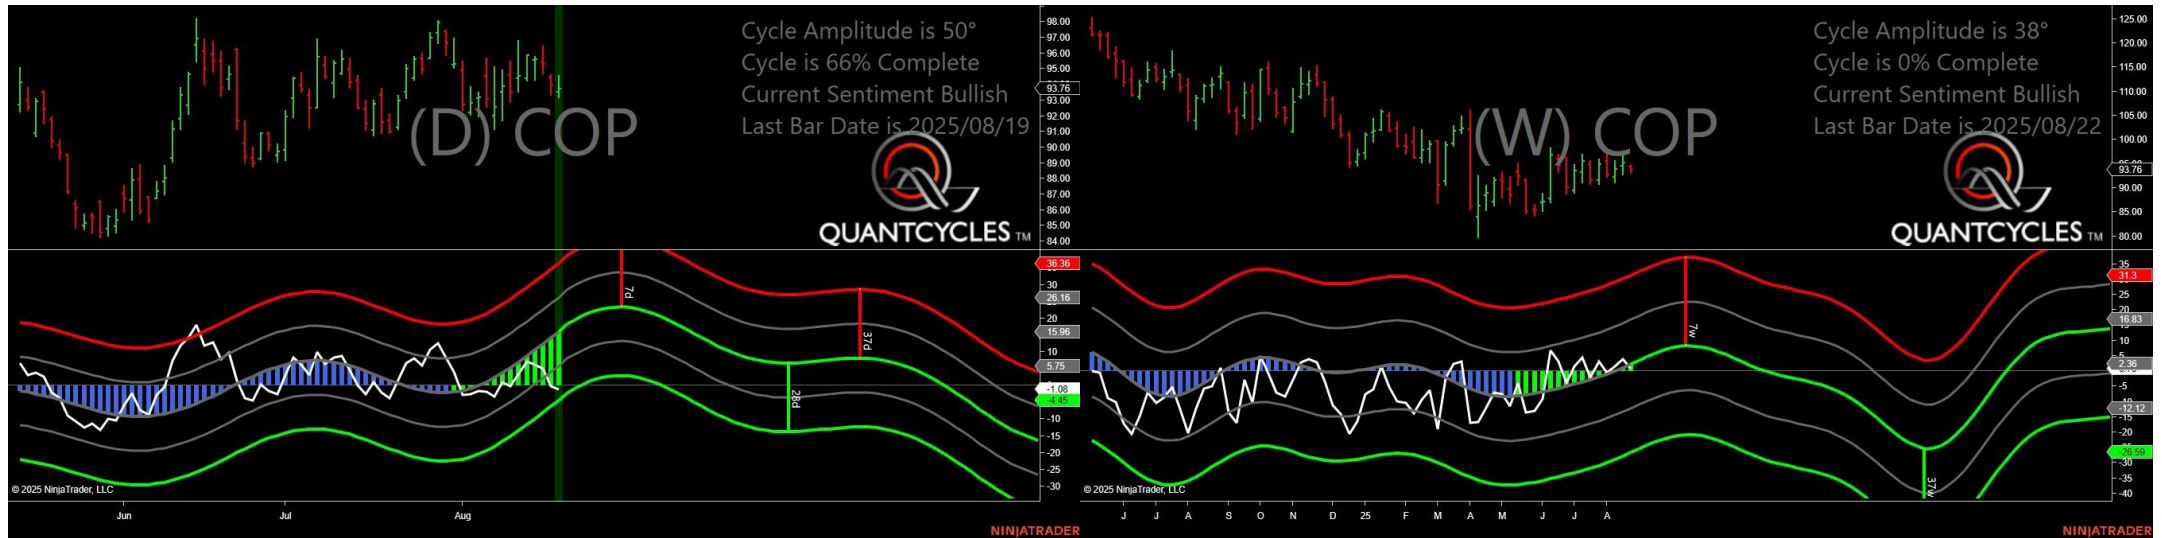 Cycle Amplitude is 50°
Cycle is 66% Complete
Current Sentiment Bullish
Last Bar Date is 2025/08/19
(D) COP
QUANTCYCLES TM
98.00
97.00
96.00
95.00
93.76
93.00
92.00
91.00
90.00
89.00
88.00
87.00
86.00
85.00
84.00
36.36
30
26.16
20
15.96
10
5.75
-1.08
-4.45
-10
-15
-20
-25
-30
7d
28d
37d
© 2025 NinjaTrader, LLC
Jun
Jul
Aug
NINJATRADER
Cycle Amplitude is 38°
Cycle is 0% Complete
Current Sentiment Bullish
Last Bar Date is 2025/08/22
(W) COP
QUANTCYCLES TM
125.00
120.00
115.00
110.00
105.00
100.00
93.76
90.00
85.00
80.00
35
31.3
25
20
16.83
10
5
2.36
-5
-12.12
-15
-20
-26.59
-30
-35
-40
7w
37w
© 2025 NinjaTrader, LLC
J
J
A
S
O
N
D
25
F
M
A
M
J
J
A
NINJATRADER